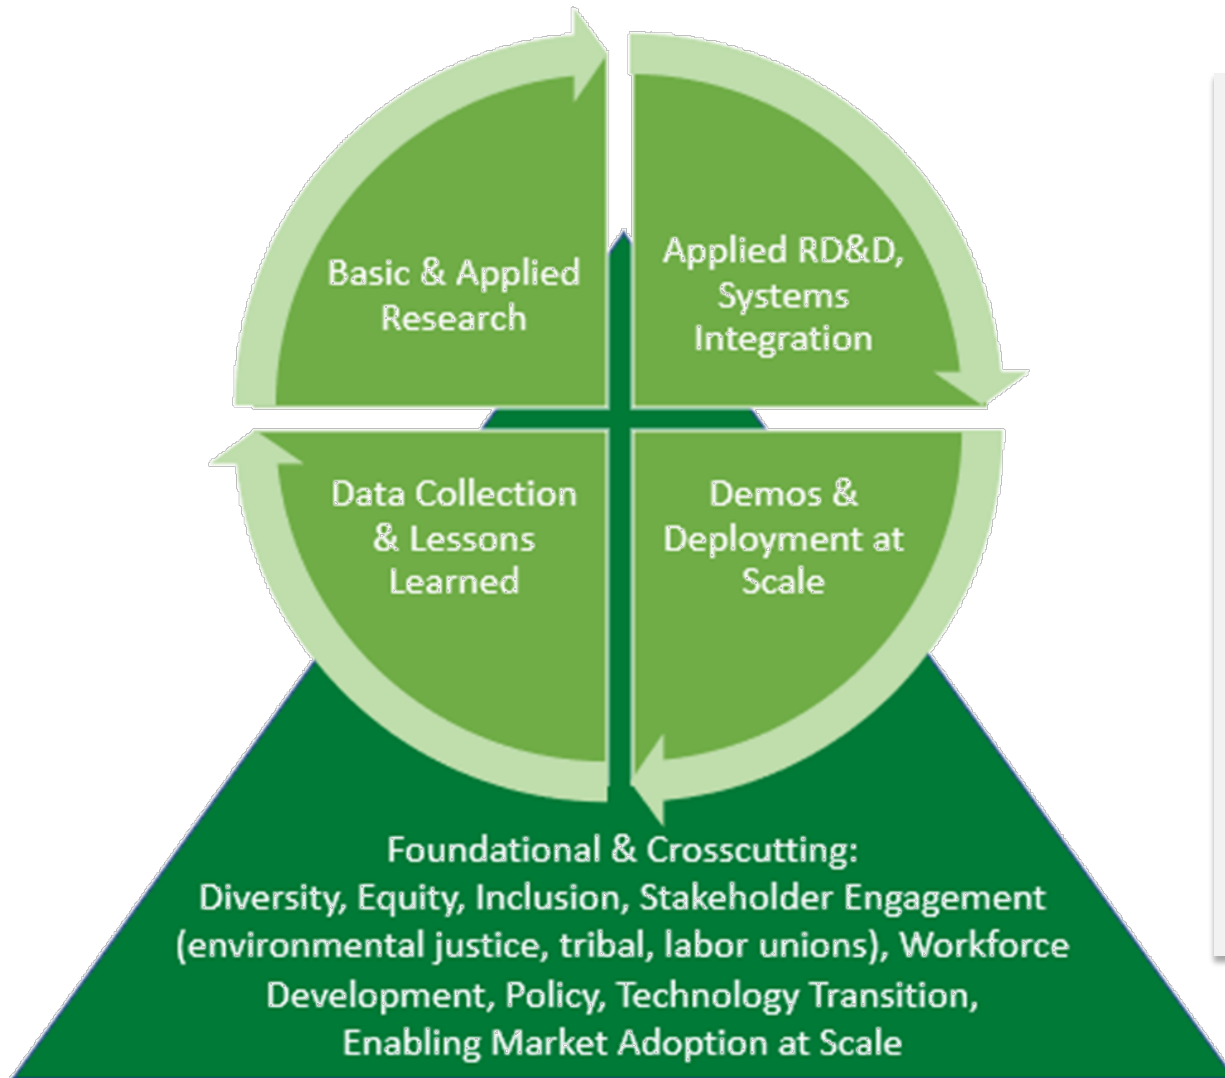 Basic & Applied
Research
Applied RD&D,
Systems
Integration
Data Collection
& Lessons
Learned
Demos &
Deployment at
Scale
Foundational & Crosscutting:
Diversity, Equity, Inclusion, Stakeholder Engagement
(environmental justice, tribal, labor unions), Workforce
Development, Policy, Technology Transition,
Enabling Market Adoption at Scale